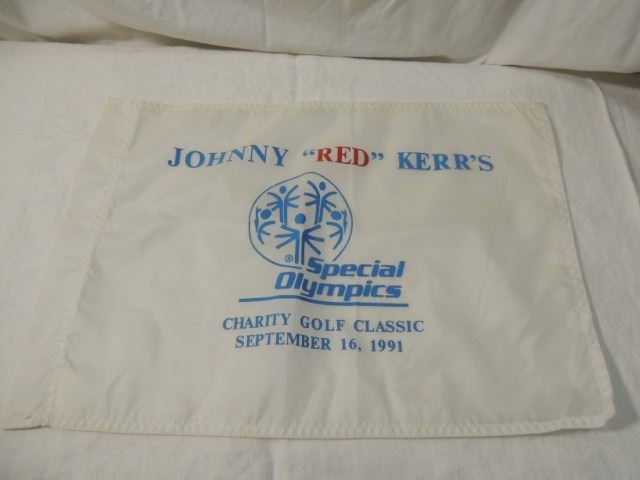 JOHNNY "RED" KERR'S
® Special
Olympics
CHARITY GOLF CLASSIC
SEPTEMBER 16, 1991